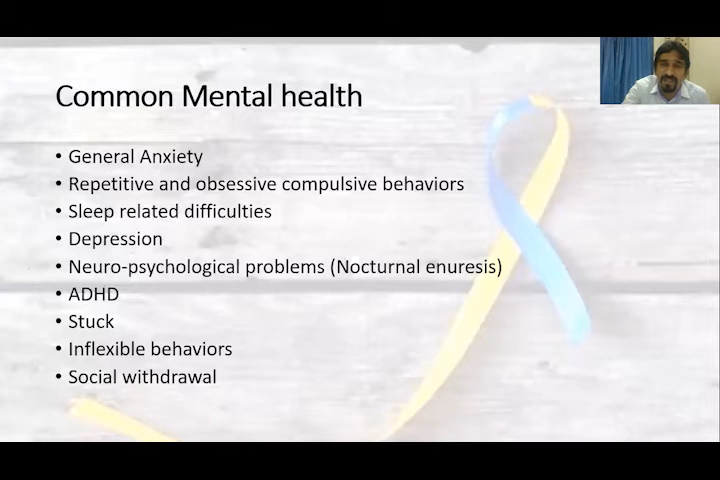 Common Mental health
• General Anxiety
• Repetitive and obsessive compulsive behaviors
• Sleep related difficulties
• Depression
• Neuro-psychological problems (Nocturnal enuresis)
• ADHD
• Stuck
• Inflexible behaviors
• Social withdrawal